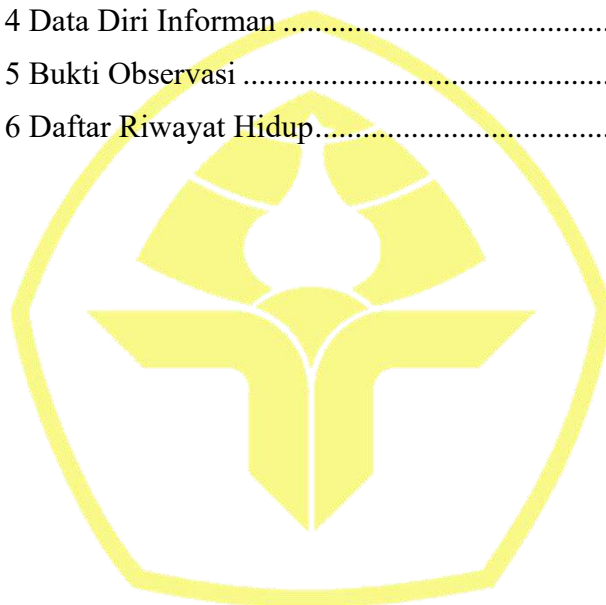 4 Data Diri Informan .......................................
5 Bukti Observasi ............................................
6 Daftar Riwayat Hidup...................................